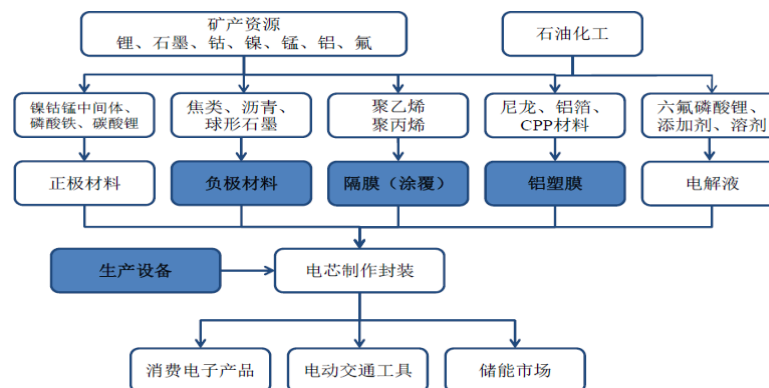 矿产资源
锂、石墨、钴、镍、锰、铝、氟
石油化工
镍钴锰中间体、
磷酸铁、碳酸锂
焦类、沥青、
球形石墨
聚乙烯
聚丙烯
尼龙、铝箔、
CPP材料
六氟磷酸锂、
添加剂、溶剂
正极材料
负极材料
隔膜（涂覆）
铝塑膜
电解液
生产设备
电芯制作封装
消费电子产品
电动交通工具
储能市场